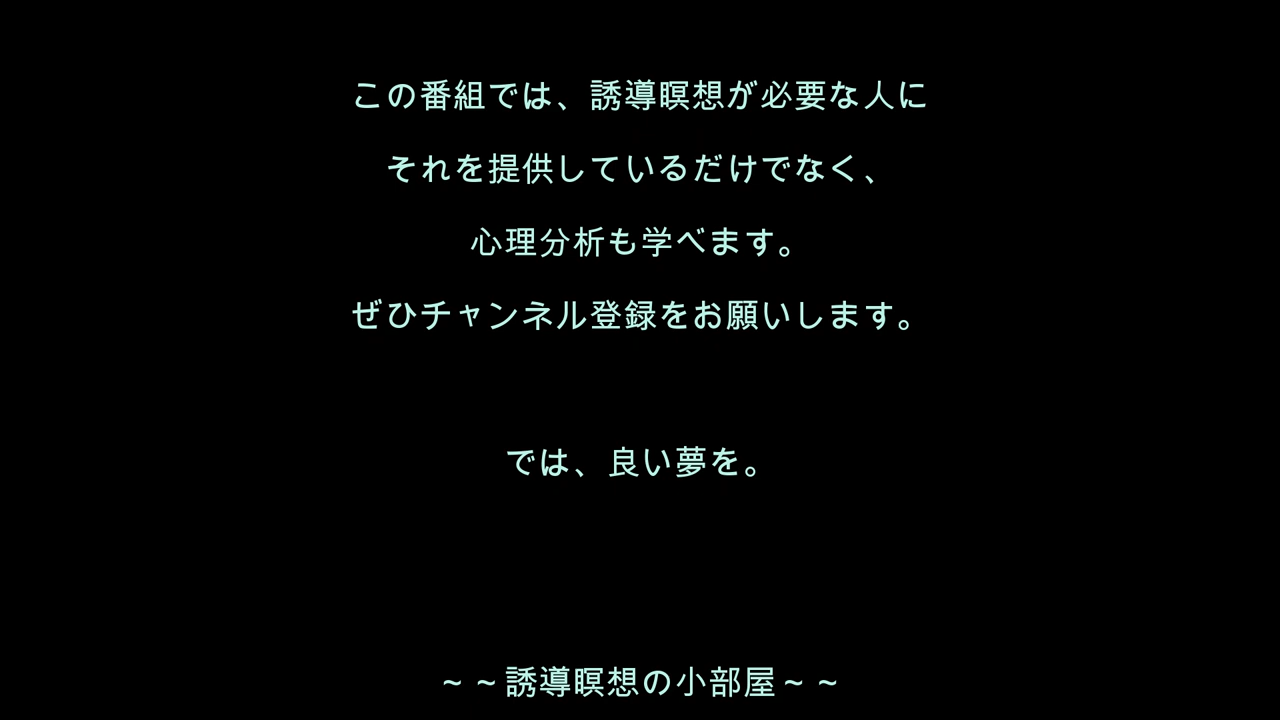 この番組では、誘導瞑想が必要な人に
それを提供しているだけでなく、
心理分析も学べます。
ぜひチャンネル登録をお願いします。
では、良い夢を。
~ ~ 誘導瞑想の小部屋 ~ ~